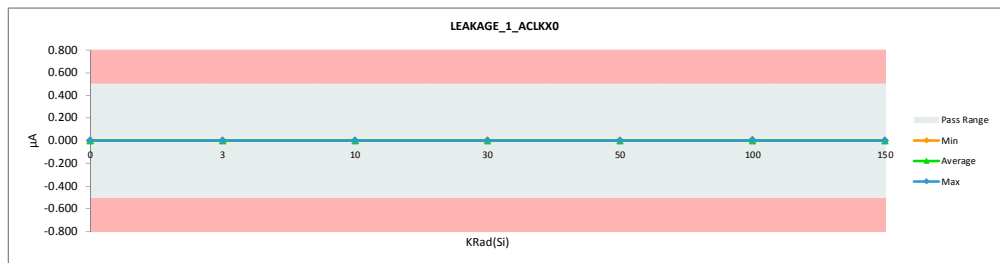 LEAKAGE_1_ACLKX0
0.800
0.600
0.400
0.200
0.000
-0.200
-0.400
-0.600
-0.800
µA
0 3 10 30 50 100 150
KRad(Si)
Pass Range
Min
Average
Max